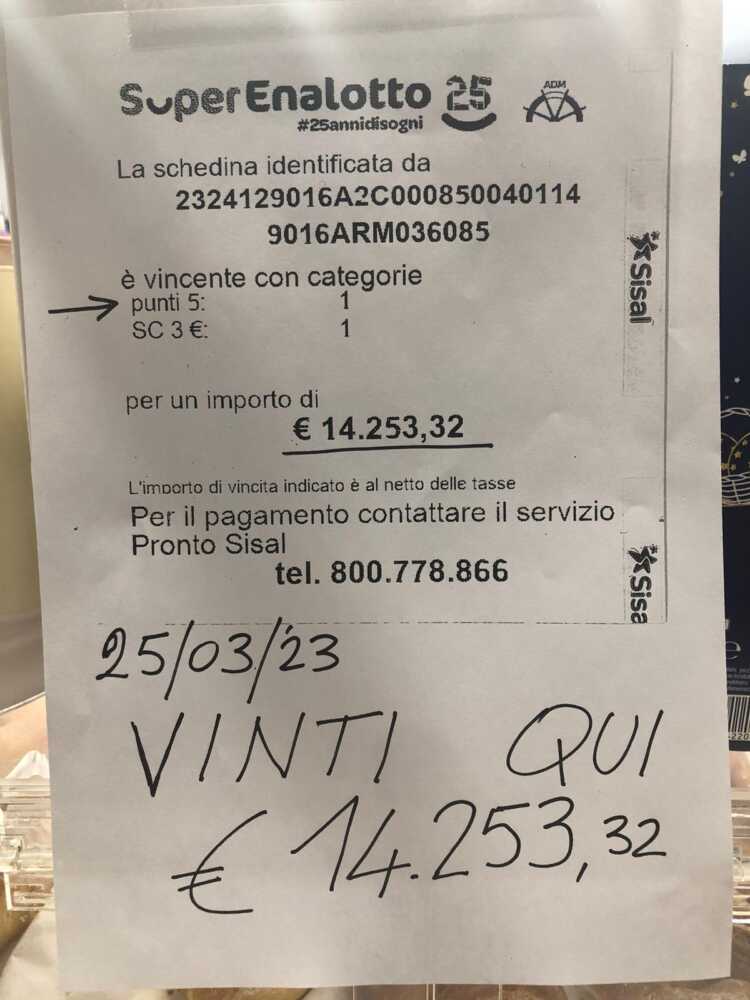 SuperEnalotto 25
ADM
#25annidisogni
La schedina identificata da
2324129016A2C000850040114
9016ARM036085
è vincente con categorie
punti 5: 1
SC 3 €: 1
per un importo di
€ 14.253,32
L'importo di vincita indicato è al netto delle tasse
Per il pagamento contattare il servizio
Pronto Sisal
tel. 800.778.866
Sisal
Sisa
25/03/23
VINTI QUI
€ 14.253,32